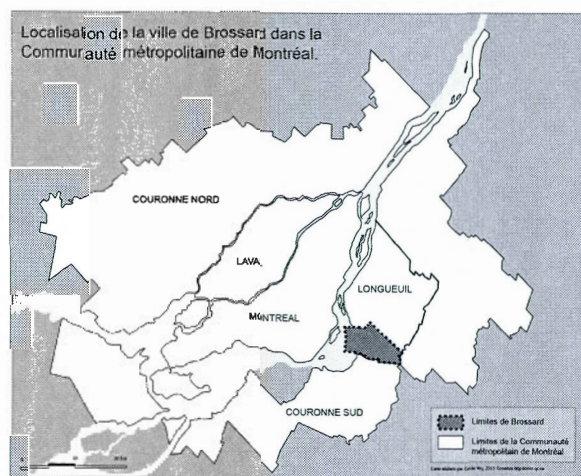 Localisation de la ville de Brossard dans la
Communauté métropolitaine de Montréal.
COURONNE NORD
LAVA
LONGUEUIL
MONTREAL
COURONNE SUD
Limites de Brossard
Limites de la Communauté
métropolitaine de Montréal